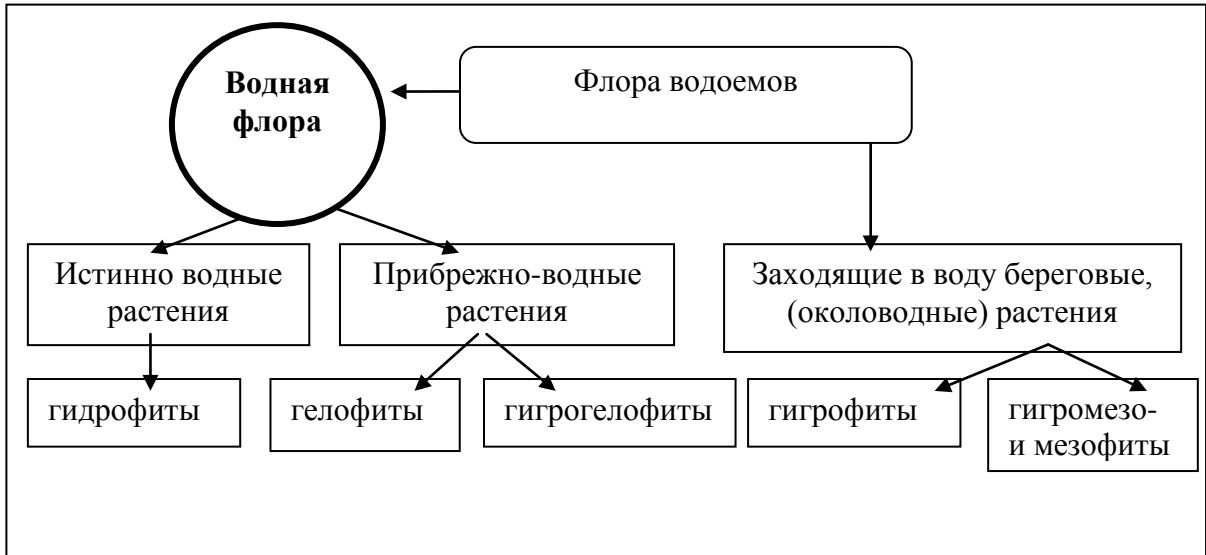 Водная
флора
Флора водоемов
Истинно водные
растения
Прибрежно-водные
растения
Заходящие в воду береговые,
(околоводные) растения
гидрофиты
гелофиты
гигрогелофиты
гигрофиты
гигромезо-
и мезофиты